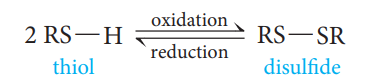 oxidation
2 RS—H ⇌ RS—SR
reduction
thiol disulfide